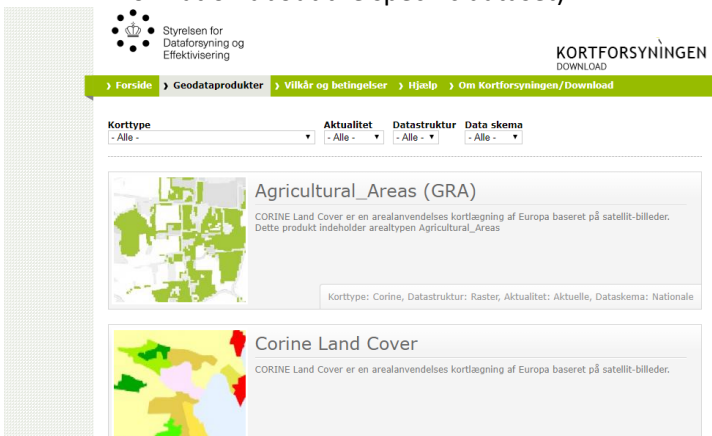 Styrelsen for
Dataforsyning og
Effektivisering
KORTFORSYNINGEN
DOWNLOAD
Forside
Geodataprodukter
Vilkår og betingelser
Hjælp
Om Kortforsyningen/Download
Korttype
Aktualitet
Datastruktur
Data skema
- Alle -
- Alle -
- Alle -
- Alle -
Agricultural_Areas (GRA)
CORINE Land Cover er en arealanvendelses kortlægning af Europa baseret på satellit-billeder.
Dette produkt indeholder arealtypen Agricultural_Areas
Korttype: Corine, Datastruktur: Raster, Aktualitet: Aktuelle, Dataskema: Nationale
Corine Land Cover
CORINE Land Cover er en arealanvendelses kortlægning af Europa baseret på satellit-billeder.